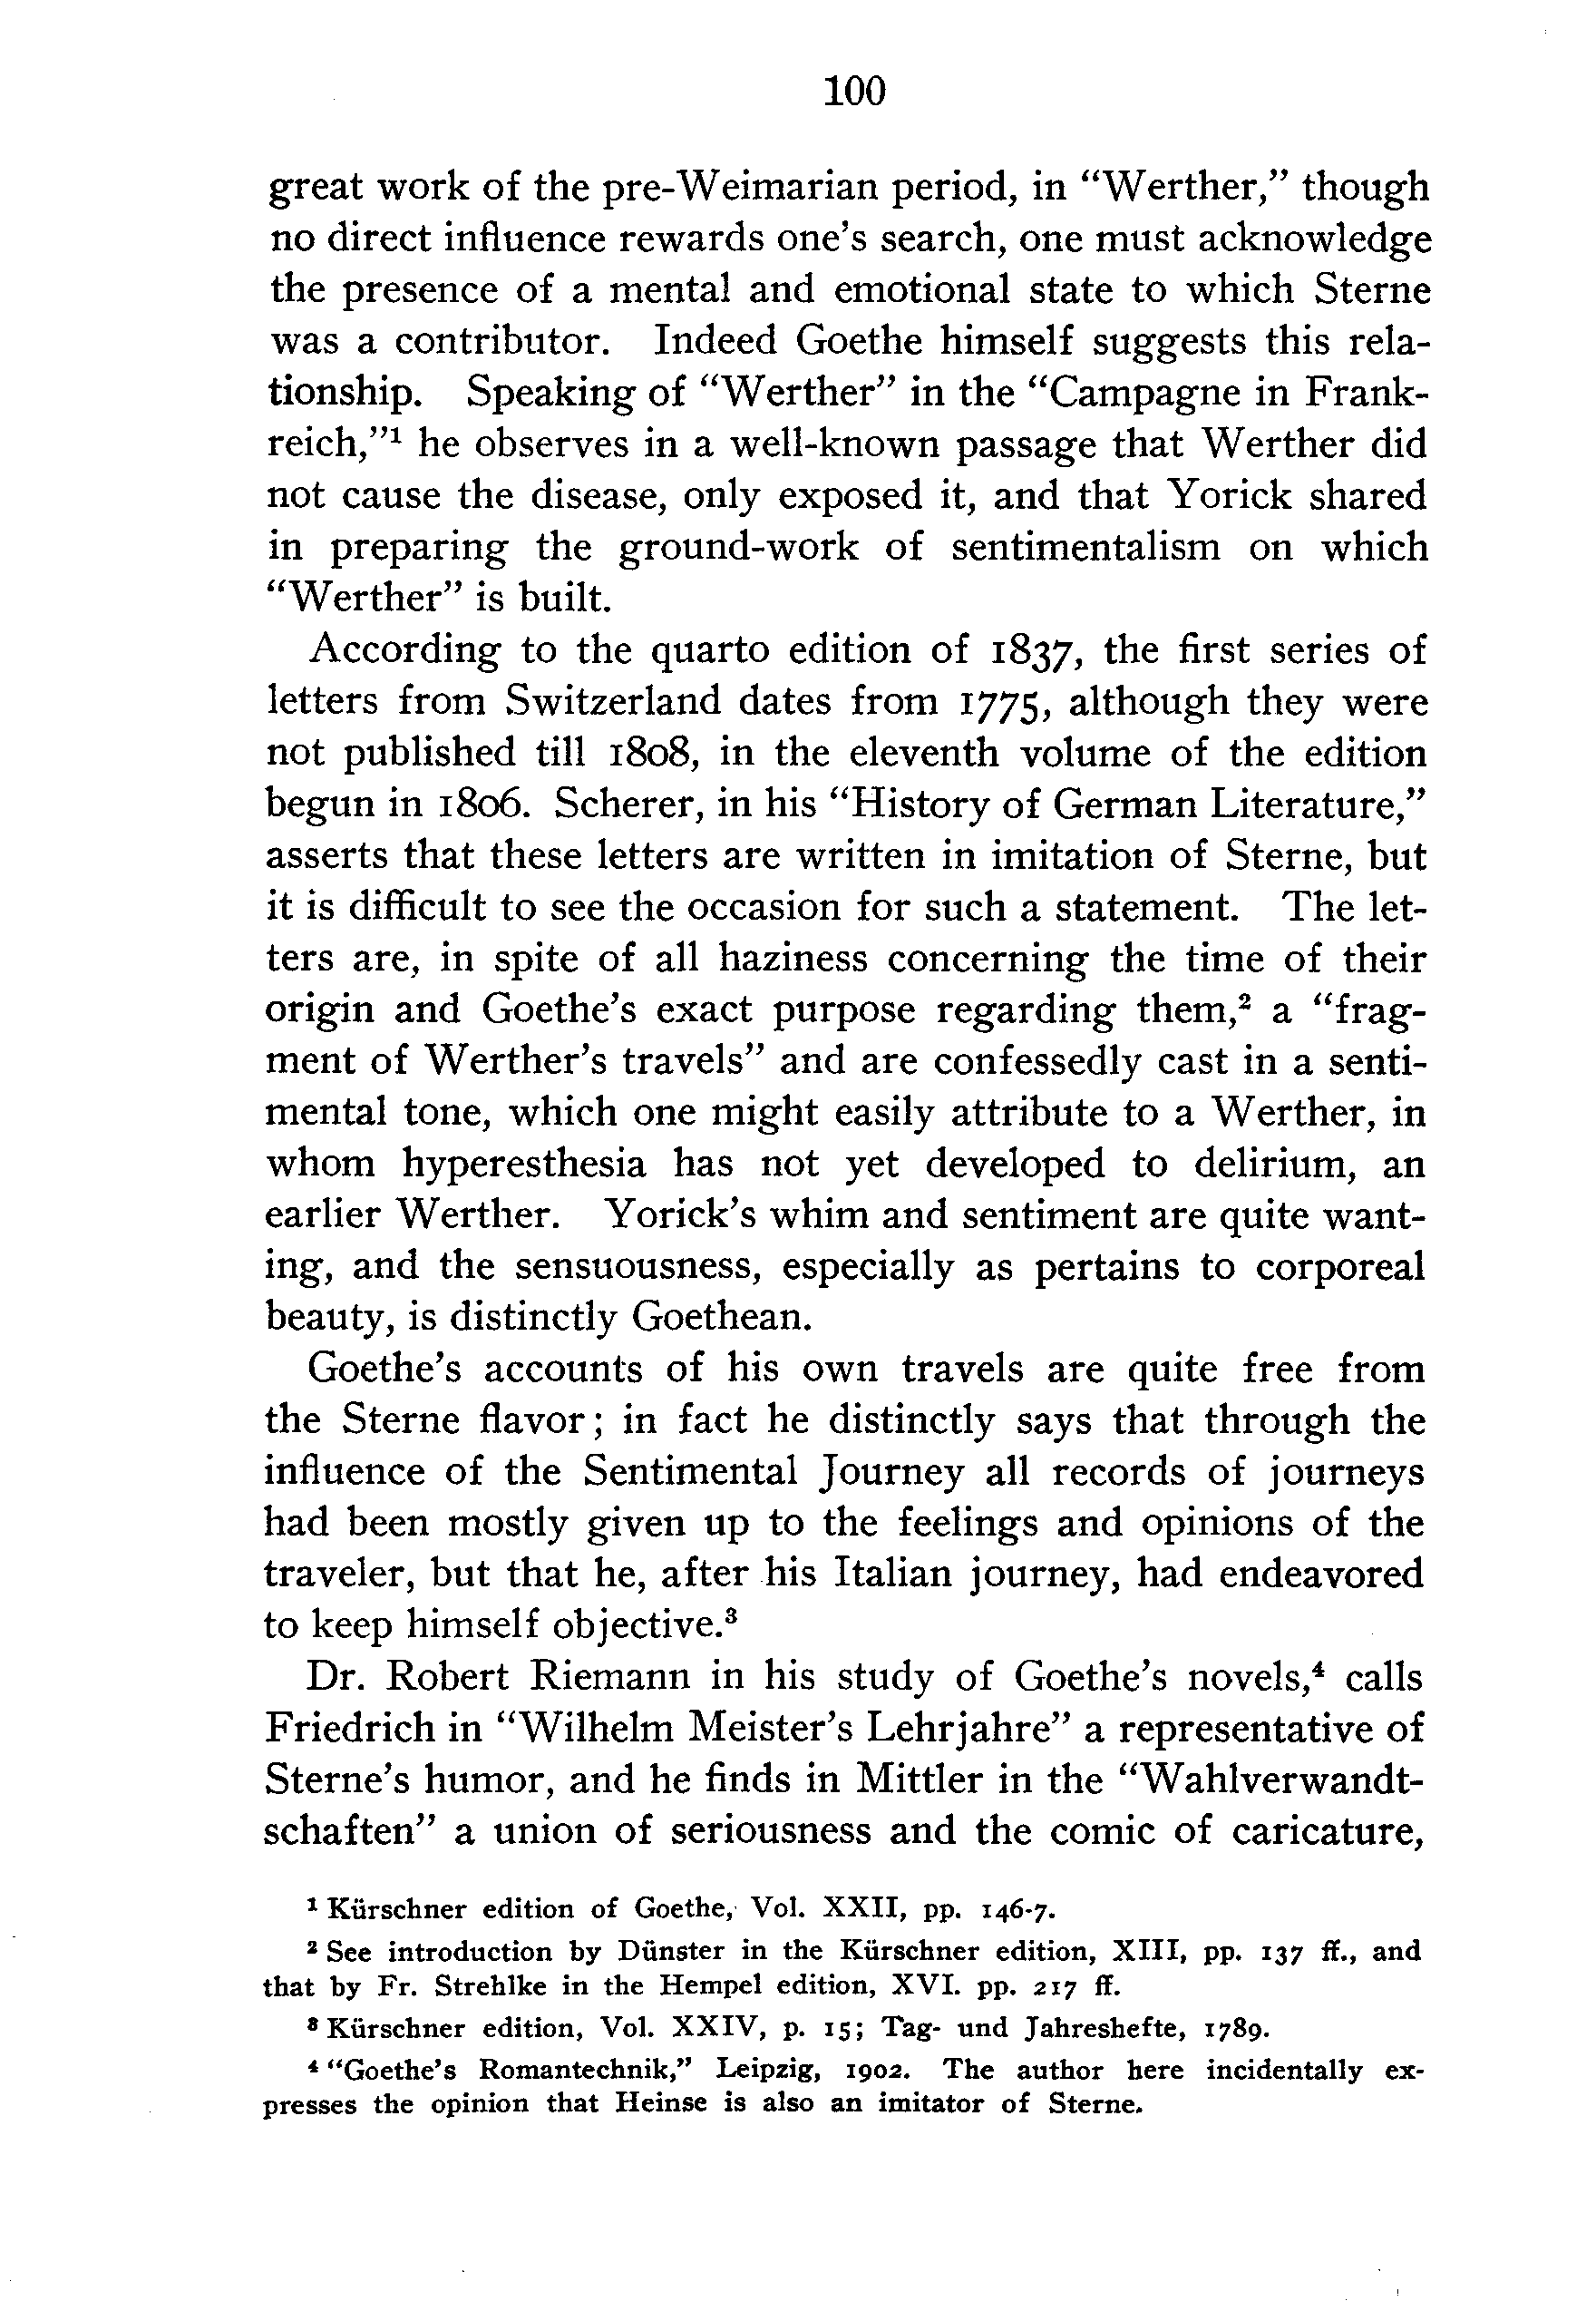 100
great work of the pre-Weimarian period, in “Werther,” though
no direct influence rewards one’s search, one must acknowledge
the presence of a mental and emotional state to which Sterne
was a contributor. Indeed Goethe himself suggests this rela-
tionship. Speaking of “Werther” in the “Campagne in Frank-
reich,”¹ he observes in a well-known passage that Werther did
not cause the disease, only exposed it, and that Yorick shared
in preparing the ground-work of sentimentalism on which
“Werther” is built.
According to the quarto edition of 1837, the first series of
letters from Switzerland dates from 1775, although they were
not published till 1808, in the eleventh volume of the edition
begun in 1806. Scherer, in his “History of German Literature,”
asserts that these letters are written in imitation of Sterne, but
it is difficult to see the occasion for such a statement. The let-
ters are, in spite of all haziness concerning the time of their
origin and Goethe’s exact purpose regarding them,² a “frag-
ment of Werther’s travels” and are confessedly cast in a senti-
mental tone, which one might easily attribute to a Werther, in
whom hyperesthesia has not yet developed to delirium, an
earlier Werther. Yorick’s whim and sentiment are quite want-
ing, and the sensuousness, especially as pertains to corporeal
beauty, is distinctly Goethean.
Goethe’s accounts of his own travels are quite free from
the Sterne flavor; in fact he distinctly says that through the
influence of the Sentimental Journey all records of journeys
had been mostly given up to the feelings and opinions of the
traveler, but that he, after his Italian journey, had endeavored
to keep himself objective.³
Dr. Robert Riemann in his study of Goethe’s novels,⁴ calls
Friedrich in “Wilhelm Meister’s Lehrjahre” a representative of
Sterne’s humor, and he finds in Mittler in the “Wahlverwandt-
schaften” a union of seriousness and the comic of caricature,
¹ Kürschner edition of Goethe, Vol. XXII, pp. 146-7.
² See introduction by Dünster in the Kürschner edition, XIII, pp. 137 ff., and
that by Fr. Strehlke in the Hempel edition, XVI. pp. 217 ff.
³ Kürschner edition, Vol. XXIV, p. 15; Tag- und Jahreshefte, 1789.
⁴ “Goethe’s Romantechnik,” Leipzig, 1902. The author here incidentally ex-
presses the opinion that Heinse is also an imitator of Sterne.